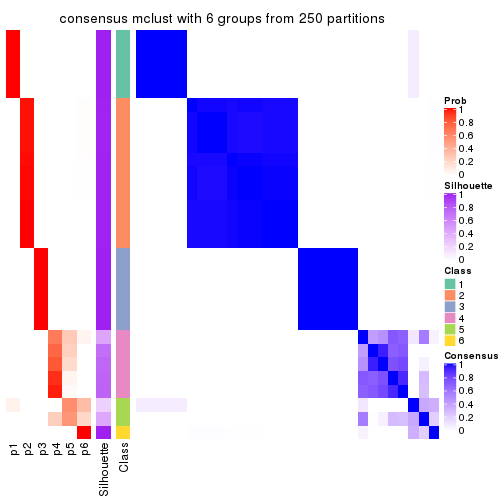 consensus mclust with 6 groups from 250 partitions
Prob
1
0.8
0.6
0.4
0.2
0
Silhouette
1
0.8
0.6
0.4
0.2
0
Class
1
2
3
4
5
6
Consensus
1
0.8
0.6
0.4
0.2
0
p1
p2
p3
p4
p5
p6
Silhouette
Class